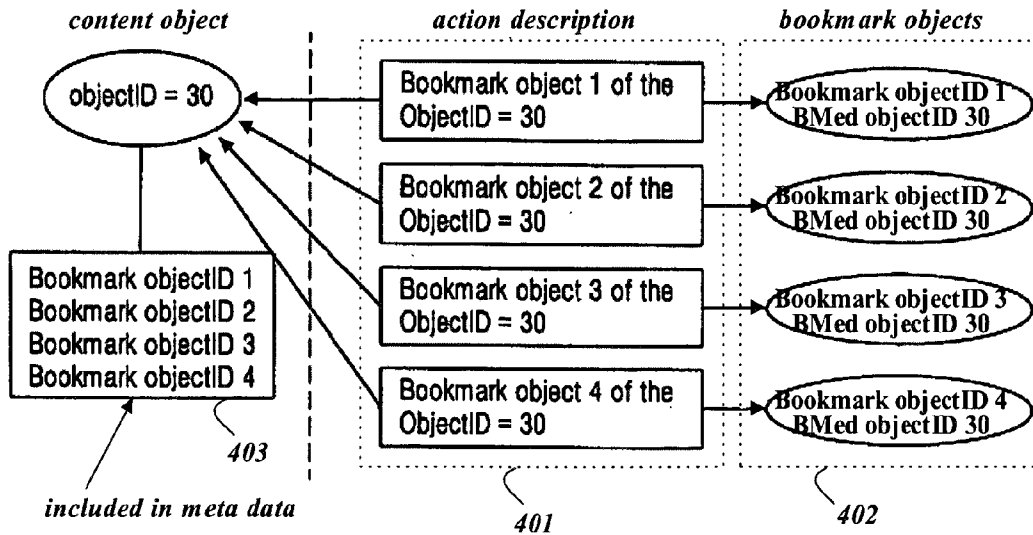 content object
action description
bookmark objects
objectID = 30
Bookmark object 1 of the
ObjectID = 30
Bookmark objectID 1
BMed objectID 30
Bookmark object 2 of the
ObjectID = 30
Bookmark objectID 2
BMed objectID 30
Bookmark objectID 1
Bookmark objectID 2
Bookmark objectID 3
Bookmark objectID 4
Bookmark object 3 of the
ObjectID = 30
Bookmark objectID 3
BMed objectID 30
Bookmark object 4 of the
ObjectID = 30
Bookmark objectID 4
BMed objectID 30
403
included in meta data
401
402